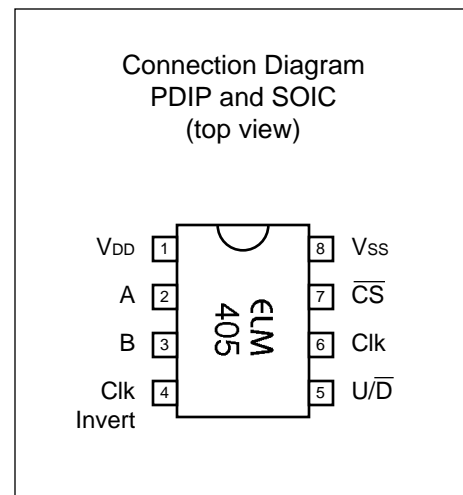 Connection Diagram
PDIP and SOIC
(top view)
VDD 1 8 VSS
A 2 7 C̅S̅
B 3 6 Clk
Clk 4 5 U/D̅
Invert
ELM
405